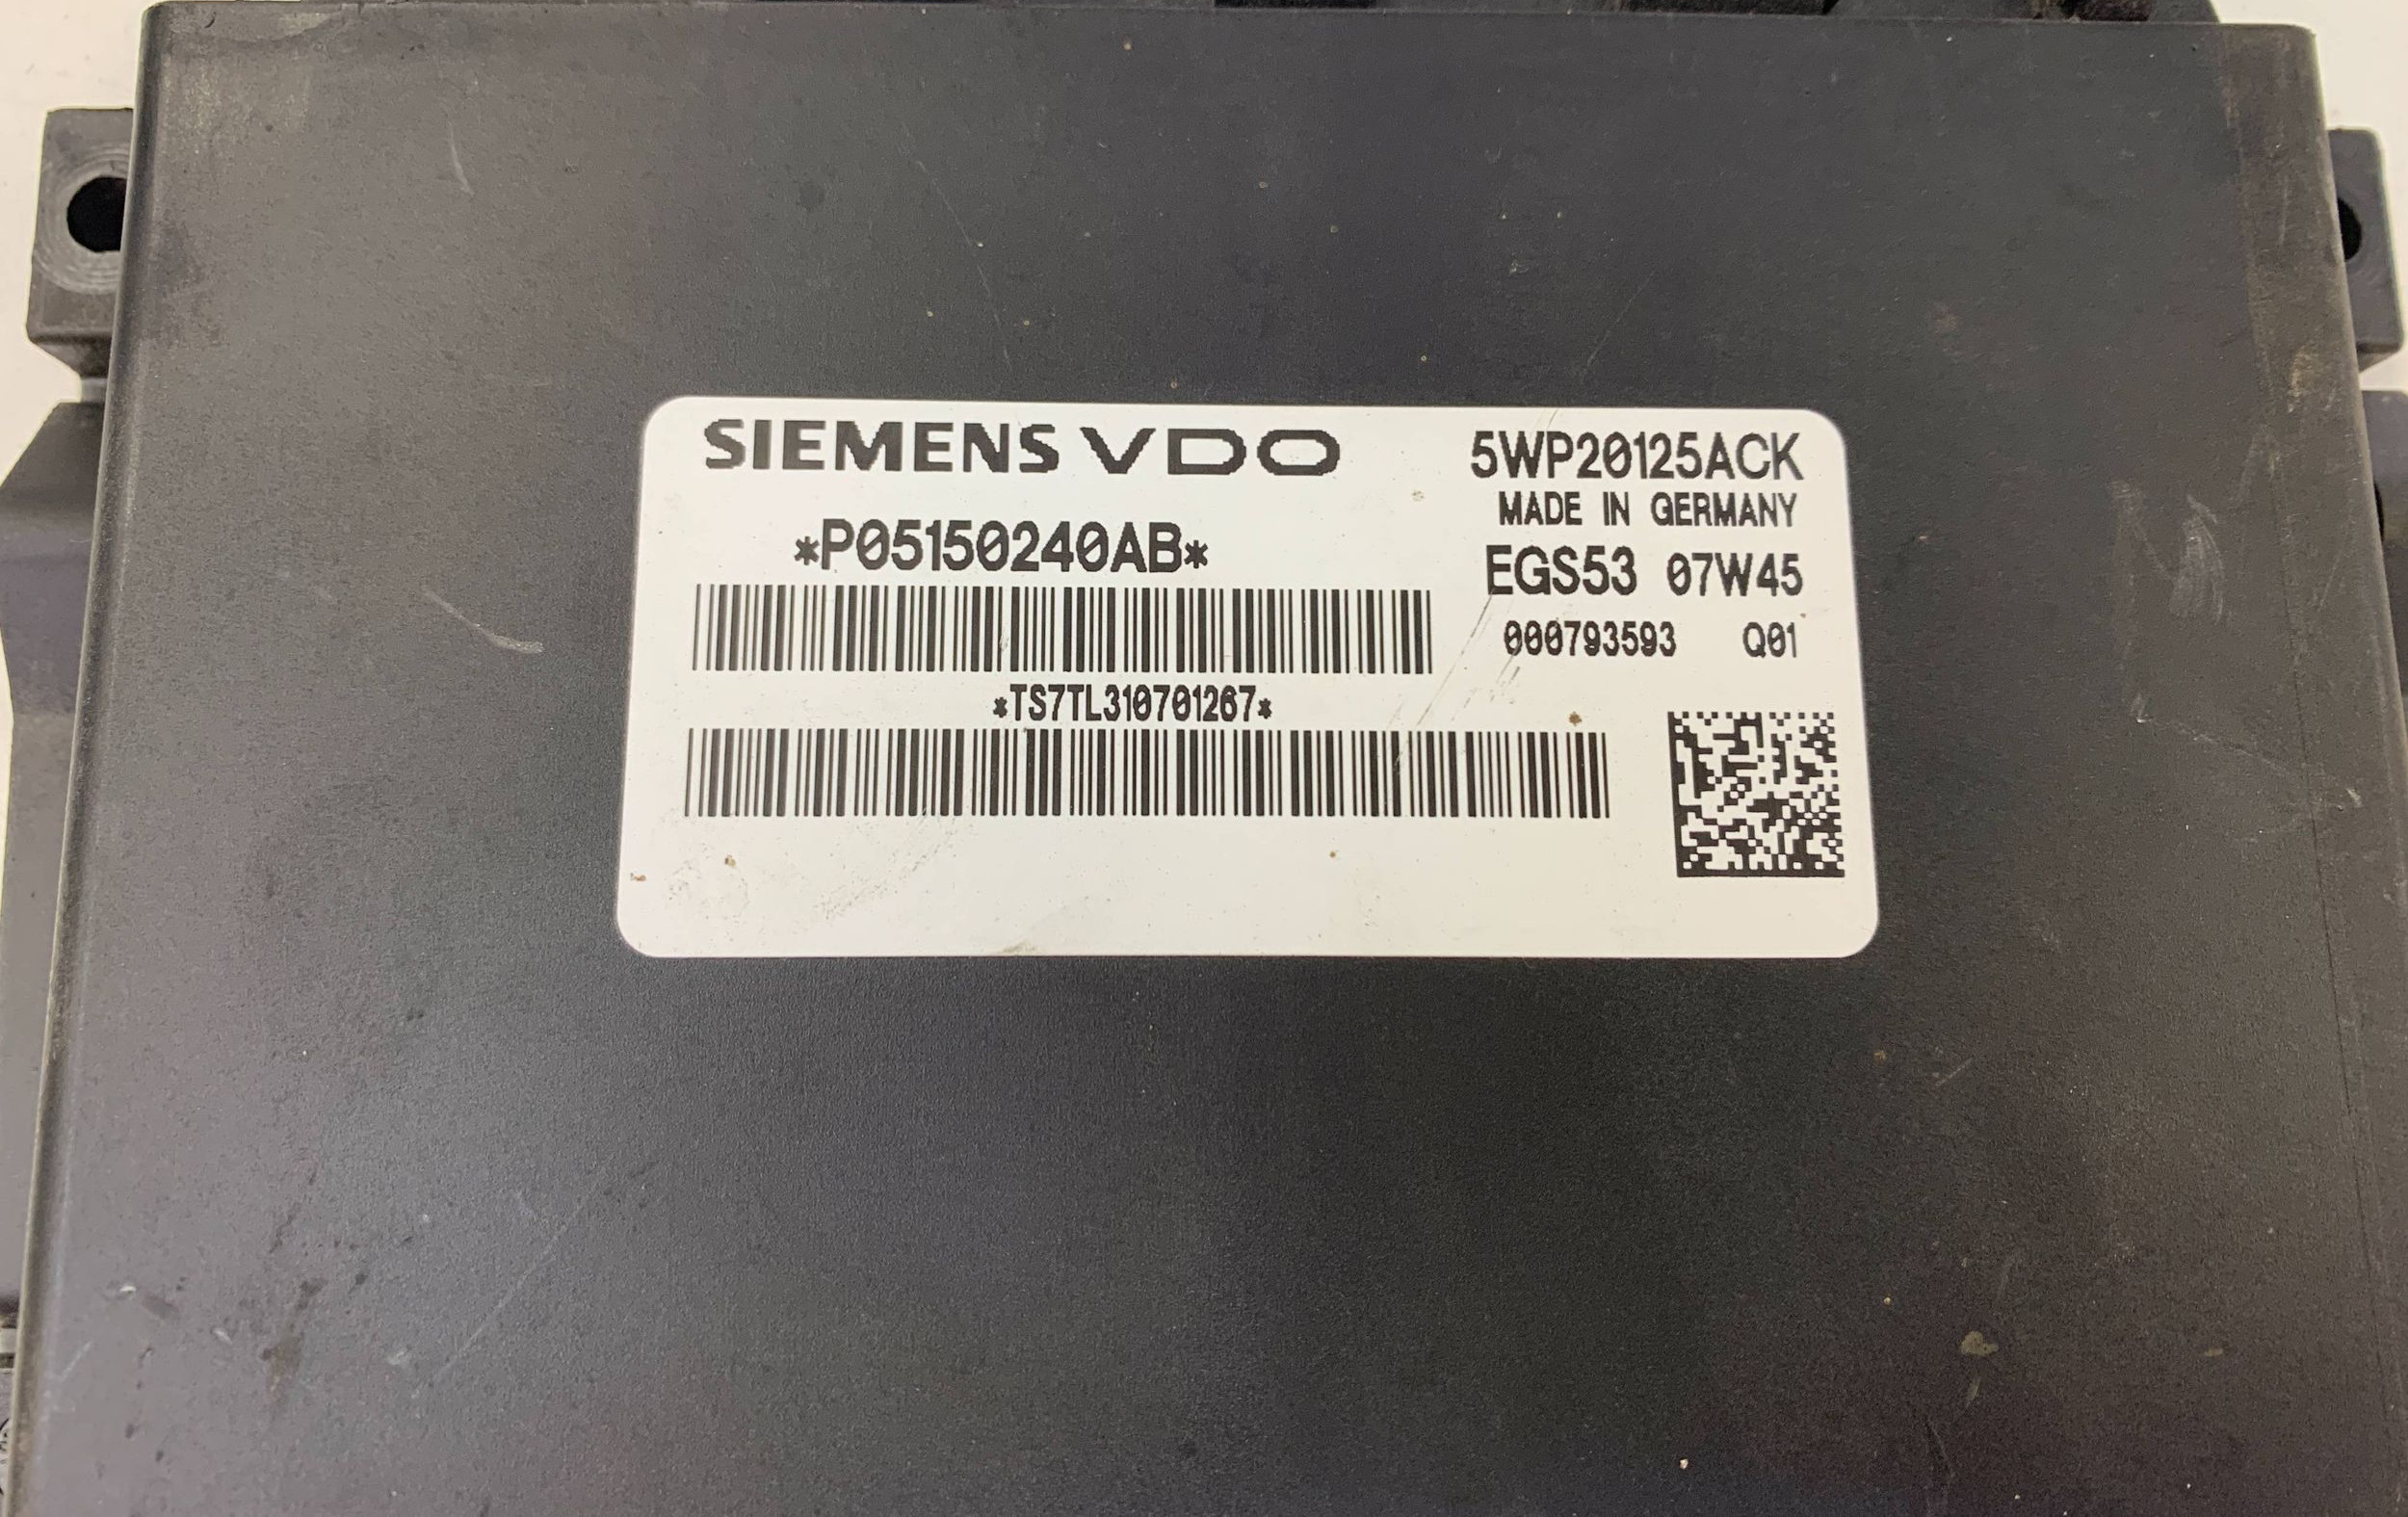 SIEMENS VDO
*P05150240AB*
*TS7TL310701267*
5WP20125ACK
MADE IN GERMANY
EGS53 07W45
000793593 Q01